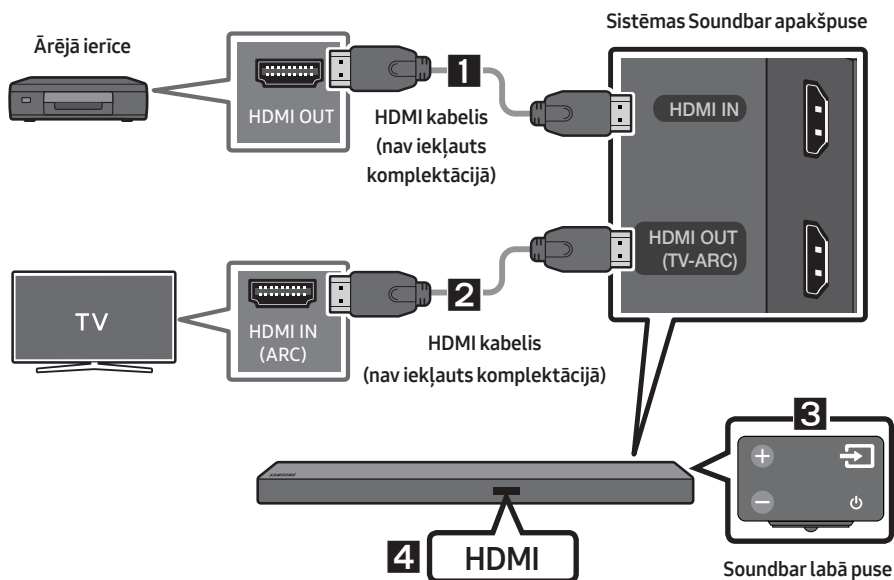 Sistēmas Soundbar apakšpuse
Ārējā ierīce
HDMI OUT
1
HDMI kabelis
(nav iekļauts
komplektācijā)
HDMI IN
HDMI OUT
(TV-ARC)
TV
HDMI IN
(ARC)
2
HDMI kabelis
(nav iekļauts komplektācijā)
3
SAMSUNG
4
HDMI
Soundbar labā puse